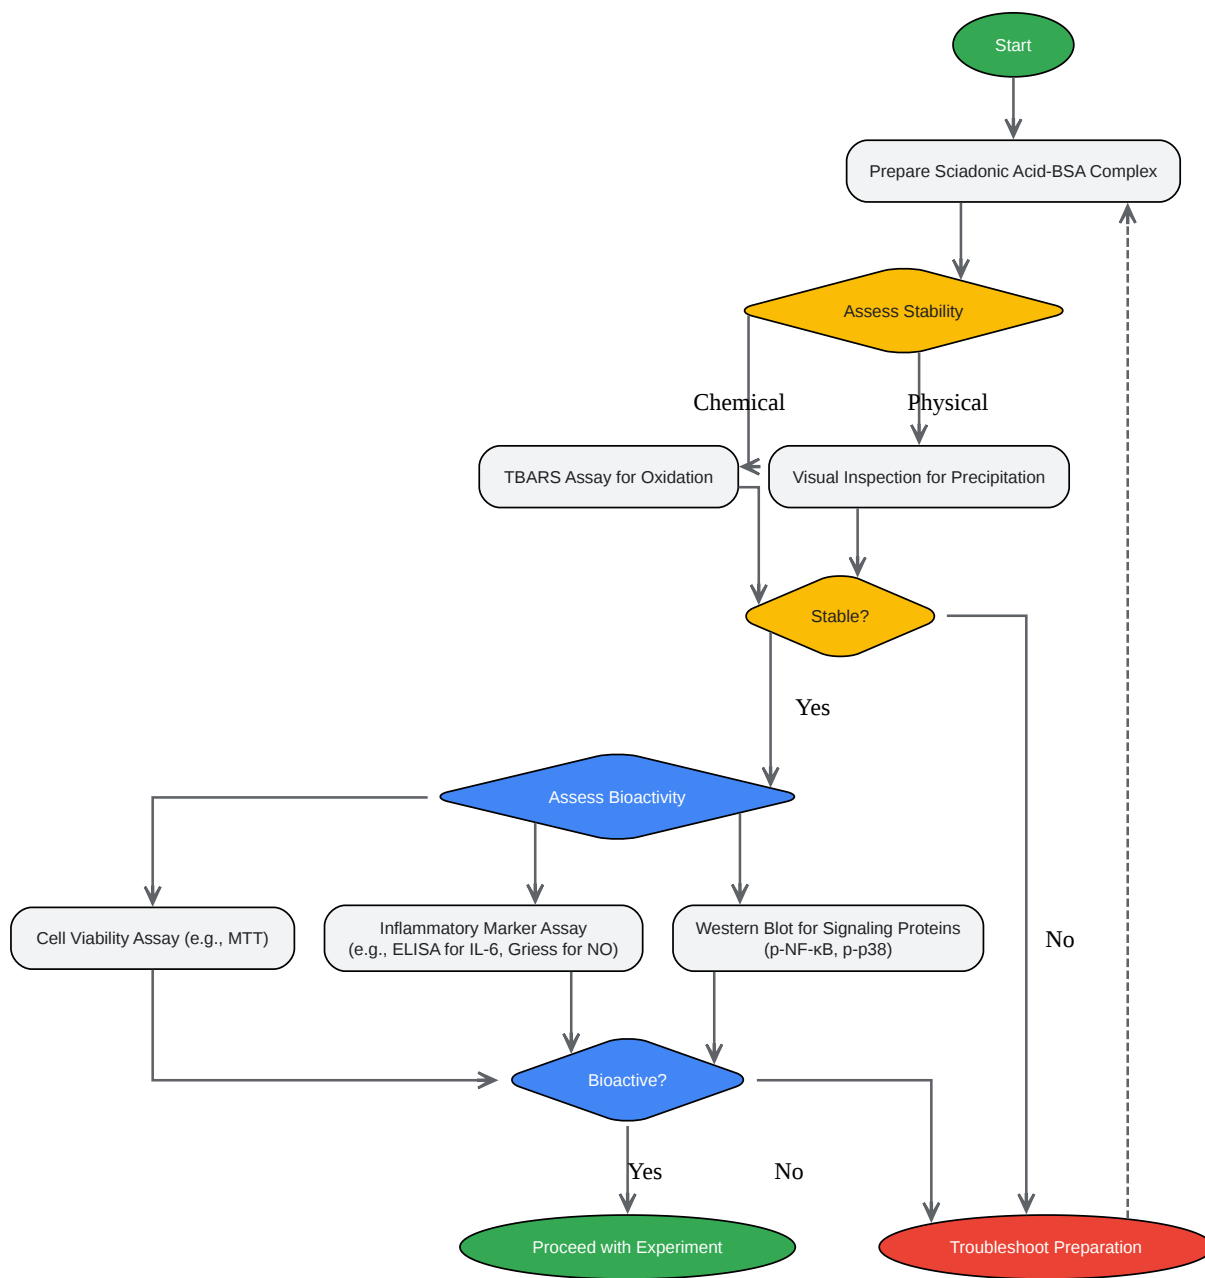 Start
Prepare Sciadonic Acid-BSA Complex
Assess Stability
Chemical
Physical
TBARS Assay for Oxidation
Visual Inspection for Precipitation
Stable?
Yes
Assess Bioactivity
Cell Viability Assay (e.g., MTT)
Inflammatory Marker Assay
(e.g., ELISA for IL-6, Griess for NO)
Western Blot for Signaling Proteins
(p-NF-κB, p-p38)
No
Bioactive?
Yes
No
Proceed with Experiment
Troubleshoot Preparation